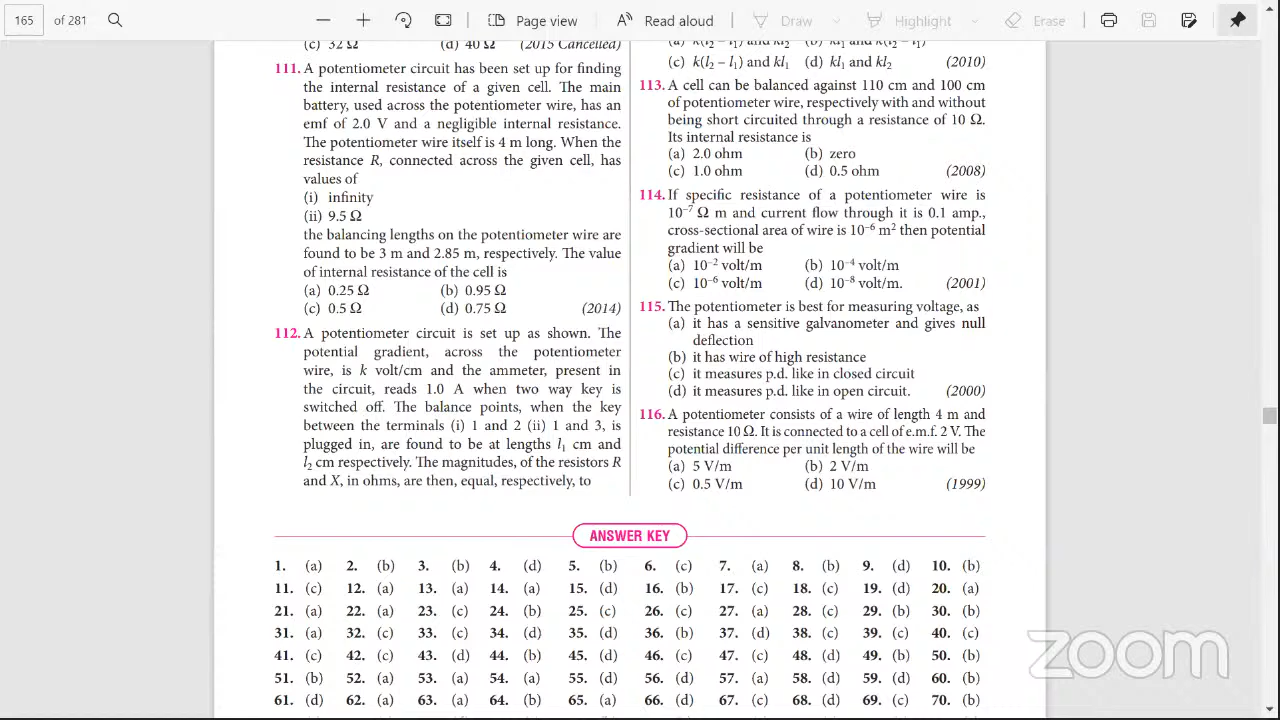 165 of 281 Page view Read aloud Draw Highlight Erase
(c) 32 Ω (d) 40 Ω (2015 Cancelled)
111. A potentiometer circuit has been set up for finding
the internal resistance of a given cell. The main
battery, used across the potentiometer wire, has an
emf of 2.0 V and a negligible internal resistance.
The potentiometer wire itself is 4 m long. When the
resistance R, connected across the given cell, has
values of
(i) infinity
(ii) 9.5 Ω
the balancing lengths on the potentiometer wire are
found to be 3 m and 2.85 m, respectively. The value
of internal resistance of the cell is
(a) 0.25 Ω (b) 0.95 Ω
(c) 0.5 Ω (d) 0.75 Ω (2014)
112. A potentiometer circuit is set up as shown. The
potential gradient, across the potentiometer
wire, is k volt/cm and the ammeter, present in
the circuit, reads 1.0 A when two way key is
switched off. The balance points, when the key
between the terminals (i) 1 and 2 (ii) 1 and 3, is
plugged in, are found to be at lengths l₁ cm and
l₂ cm respectively. The magnitudes, of the resistors R
and X, in ohms, are then, equal, respectively, to
(a) k(l₂ – l₁) and kl₂ (b) kl₁ and k(l₂ – l₁)
(c) k(l₂ – l₁) and kl₁ (d) kl₁ and kl₂ (2010)
113. A cell can be balanced against 110 cm and 100 cm
of potentiometer wire, respectively with and without
being short circuited through a resistance of 10 Ω.
Its internal resistance is
(a) 2.0 ohm (b) zero
(c) 1.0 ohm (d) 0.5 ohm (2008)
114. If specific resistance of a potentiometer wire is
10⁻⁷ Ω m and current flow through it is 0.1 amp.,
cross-sectional area of wire is 10⁻⁶ m² then potential
gradient will be
(a) 10⁻² volt/m (b) 10⁻⁴ volt/m
(c) 10⁻⁶ volt/m (d) 10⁻⁸ volt/m. (2001)
115. The potentiometer is best for measuring voltage, as
(a) it has a sensitive galvanometer and gives null
deflection
(b) it has wire of high resistance
(c) it measures p.d. like in closed circuit
(d) it measures p.d. like in open circuit. (2000)
116. A potentiometer consists of a wire of length 4 m and
resistance 10 Ω. It is connected to a cell of e.m.f. 2 V. The
potential difference per unit length of the wire will be
(a) 5 V/m (b) 2 V/m
(c) 0.5 V/m (d) 10 V/m (1999)
ANSWER KEY
1. (a) 2. (b) 3. (b) 4. (d) 5. (b) 6. (c) 7. (a) 8. (b) 9. (d) 10. (b)
11. (c) 12. (a) 13. (a) 14. (a) 15. (d) 16. (b) 17. (c) 18. (c) 19. (d) 20. (a)
21. (a) 22. (a) 23. (c) 24. (b) 25. (c) 26. (c) 27. (a) 28. (c) 29. (b) 30. (b)
31. (a) 32. (c) 33. (c) 34. (d) 35. (d) 36. (b) 37. (d) 38. (c) 39. (c) 40. (c)
41. (c) 42. (c) 43. (d) 44. (b) 45. (d) 46. (c) 47. (c) 48. (d) 49. (b) 50. (b)
51. (b) 52. (a) 53. (a) 54. (a) 55. (d) 56. (d) 57. (a) 58. (d) 59. (d) 60. (b)
61. (d) 62. (a) 63. (a) 64. (b) 65. (a) 66. (d) 67. (c) 68. (d) 69. (c) 70. (b)
zoom